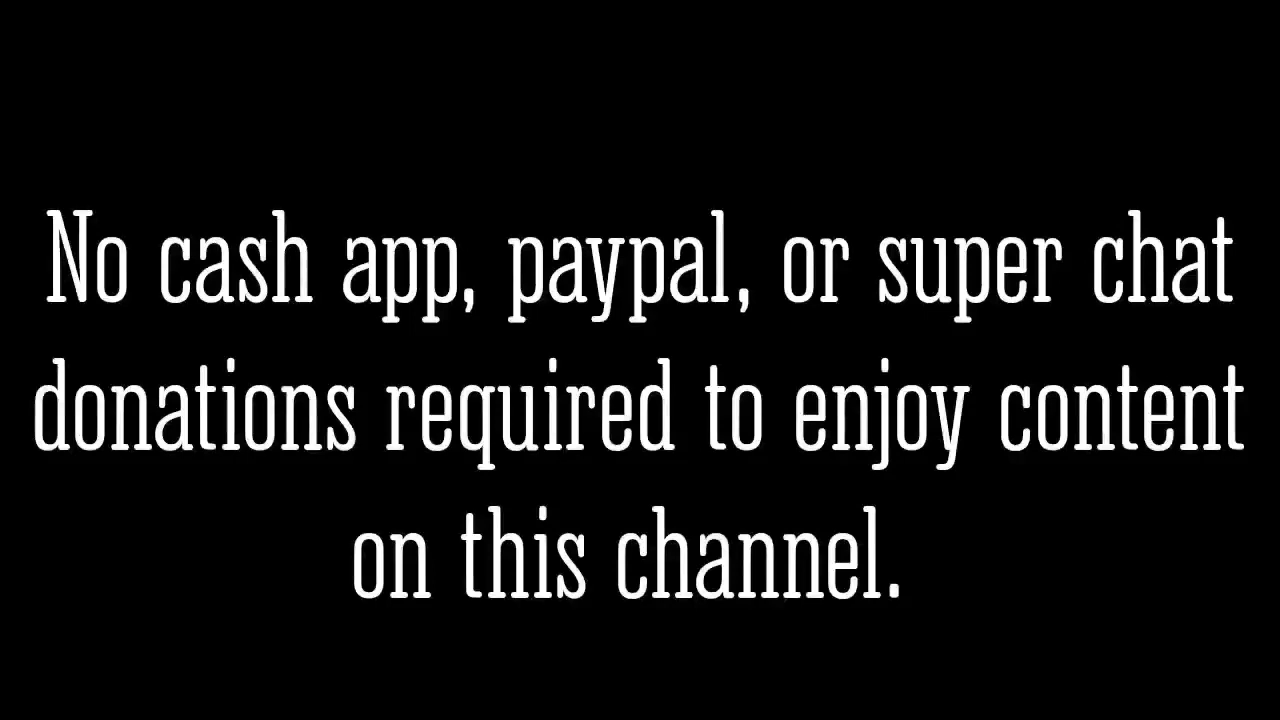 No cash app, paypal, or super chat
donations required to enjoy content
on this channel.